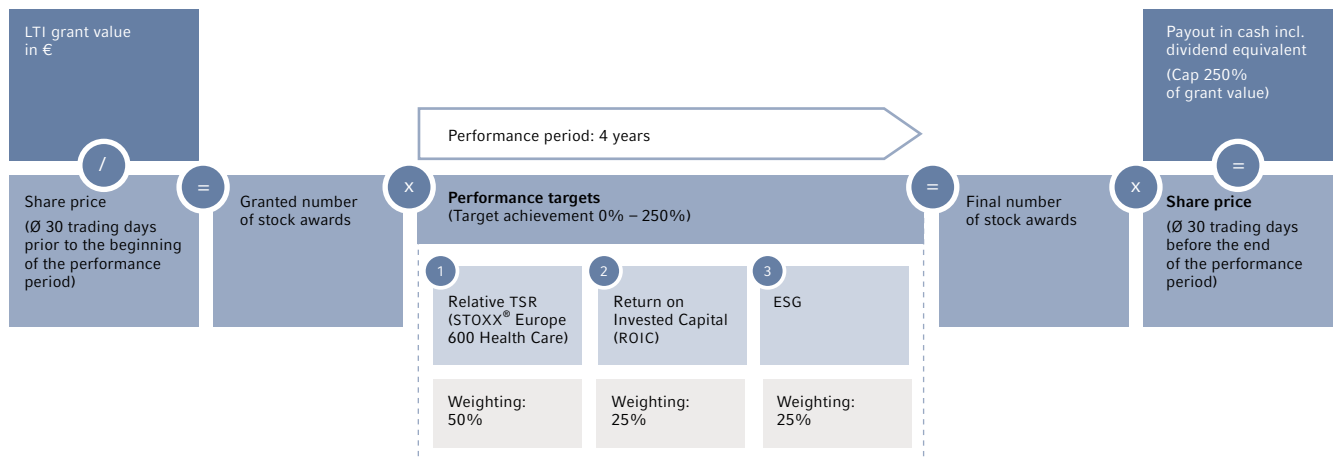 LTI grant value
in €
/
Share price
(Ø 30 trading days
prior to the beginning
of the performance
period)
=
Granted number
of stock awards
x
Performance period: 4 years
Performance targets
(Target achievement 0% – 250%)
1
Relative TSR
(STOXX® Europe
600 Health Care)
Weighting:
50%
2
Return on
Invested Capital
(ROIC)
Weighting:
25%
3
ESG
Weighting:
25%
=
Final number
of stock awards
x
Payout in cash incl.
dividend equivalent
(Cap 250%
of grant value)
=
Share price
(Ø 30 trading days
before the end
of the performance
period)